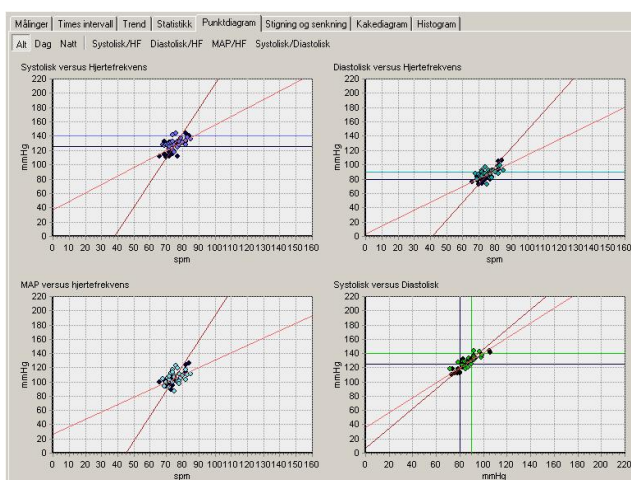 Målinger Times intervall Trend Statistikk Punktdiagram Stigning og senkning Kakediagram Histogram
Alt Dag Natt Systolisk/HF Diastolisk/HF MAP/HF Systolisk/Diastolisk
Systolisk versus Hjertefrekvens
220
200
180
160
140
120
100
80
60
40
20
0
mmHg
0 10 20 30 40 50 60 70 80 90 100 110 120 130 140 150 160
spm
Diastolisk versus Hjertefrekvens
220
200
180
160
140
120
100
80
60
40
20
0
mmHg
0 10 20 30 40 50 60 70 80 90 100 110 120 130 140 150 160
spm
MAP versus hjertefrekvens
220
200
180
160
140
120
100
80
60
40
20
0
mmHg
0 10 20 30 40 50 60 70 80 90 100 110 120 130 140 150 160
spm
Systolisk versus Diastolisk
220
200
180
160
140
120
100
80
60
40
20
0
mmHg
0 20 40 60 80 100 120 140 160 180 200 220
mmHg